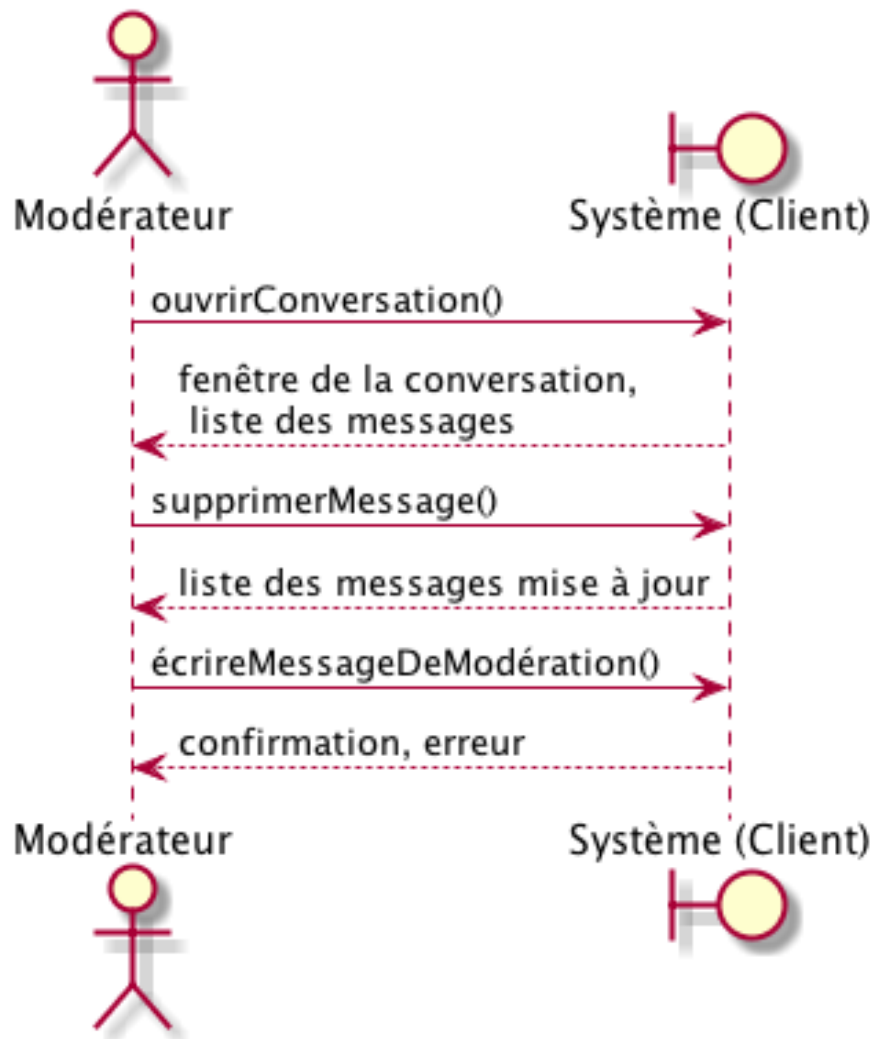 Modérateur
Système (Client)
ouvrirConversation()
fenêtre de la conversation,
liste des messages
supprimerMessage()
liste des messages mise à jour
écrireMessageDeModération()
confirmation, erreur
Modérateur
Système (Client)